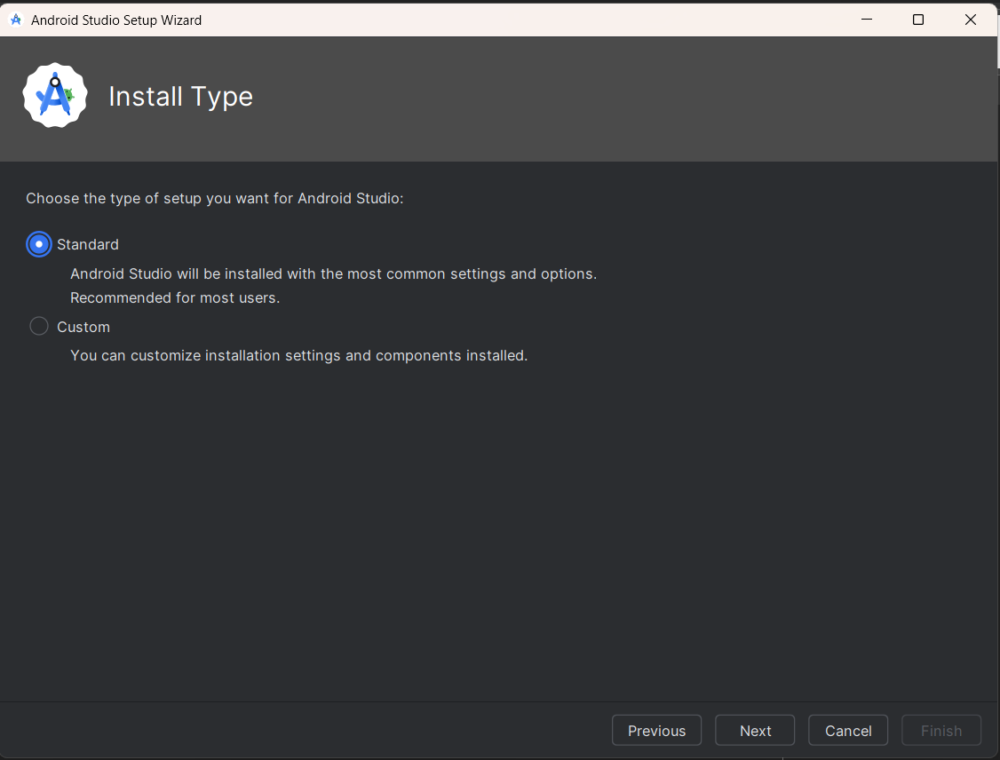 Android Studio Setup Wizard
Install Type
Choose the type of setup you want for Android Studio:
Standard
Android Studio will be installed with the most common settings and options.
Recommended for most users.
Custom
You can customize installation settings and components installed.
Previous
Next
Cancel
Finish